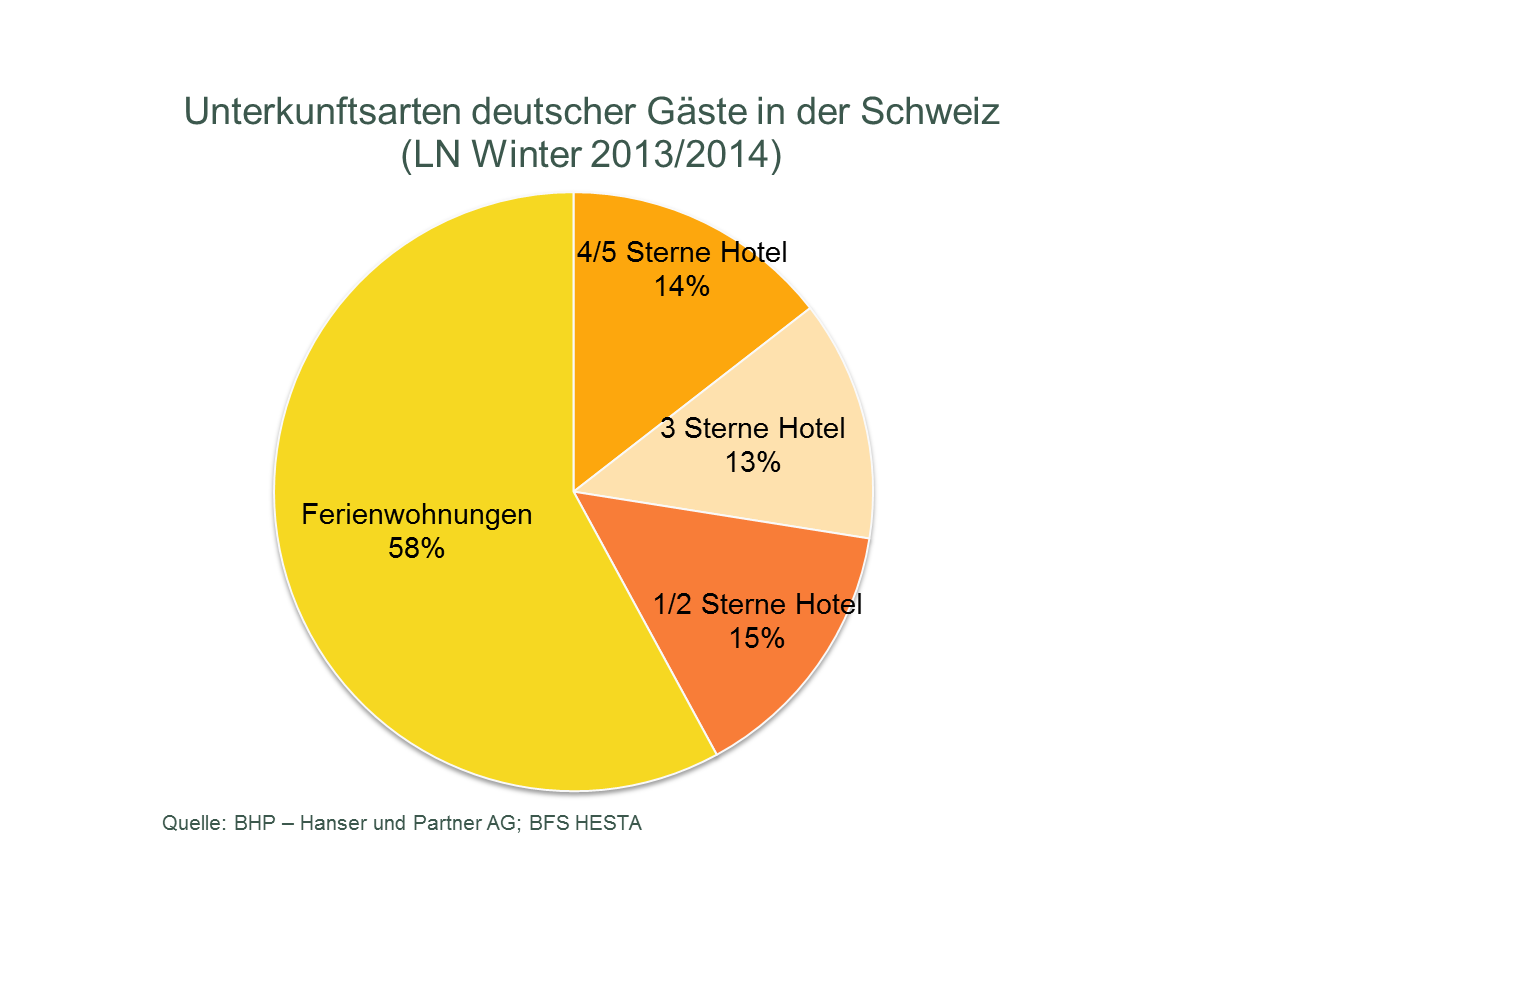 Unterkunftsarten deutscher Gäste in der Schweiz
(LN Winter 2013/2014)
4/5 Sterne Hotel
14%
3 Sterne Hotel
13%
Ferienwohnungen
58%
1/2 Sterne Hotel
15%
Quelle: BHP – Hanser und Partner AG; BFS HESTA